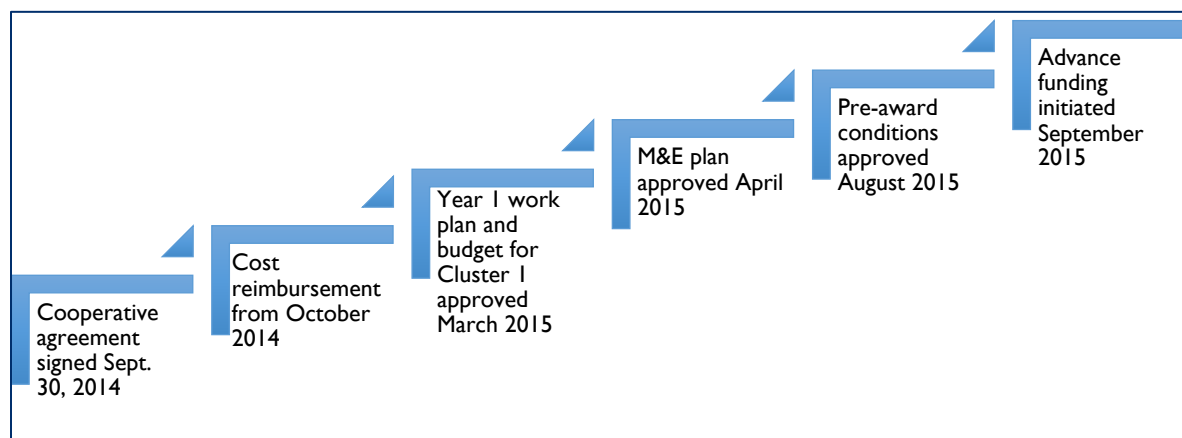 Cooperative
agreement
signed Sept.
30, 2014
Cost
reimbursement
from October
2014
Year 1 work
plan and
budget for
Cluster 1
approved
March 2015
M&E plan
approved April
2015
Pre-award
conditions
approved
August 2015
Advance
funding
initiated
September
2015